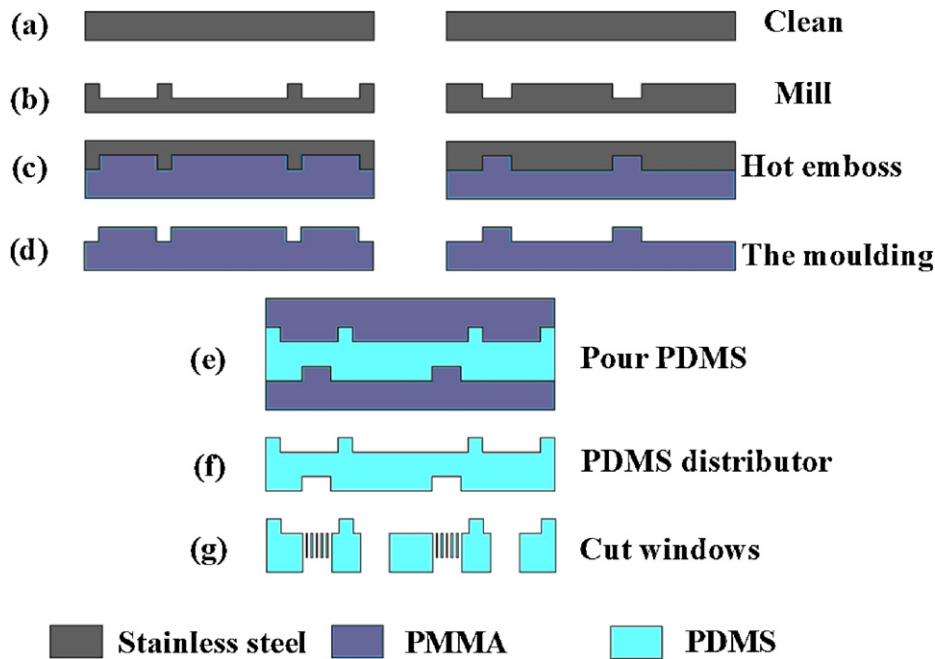 (a) Clean
(b) Mill
(c) Hot emboss
(d) The moulding
(e) Pour PDMS
(f) PDMS distributor
(g) Cut windows
Stainless steel PMMA PDMS